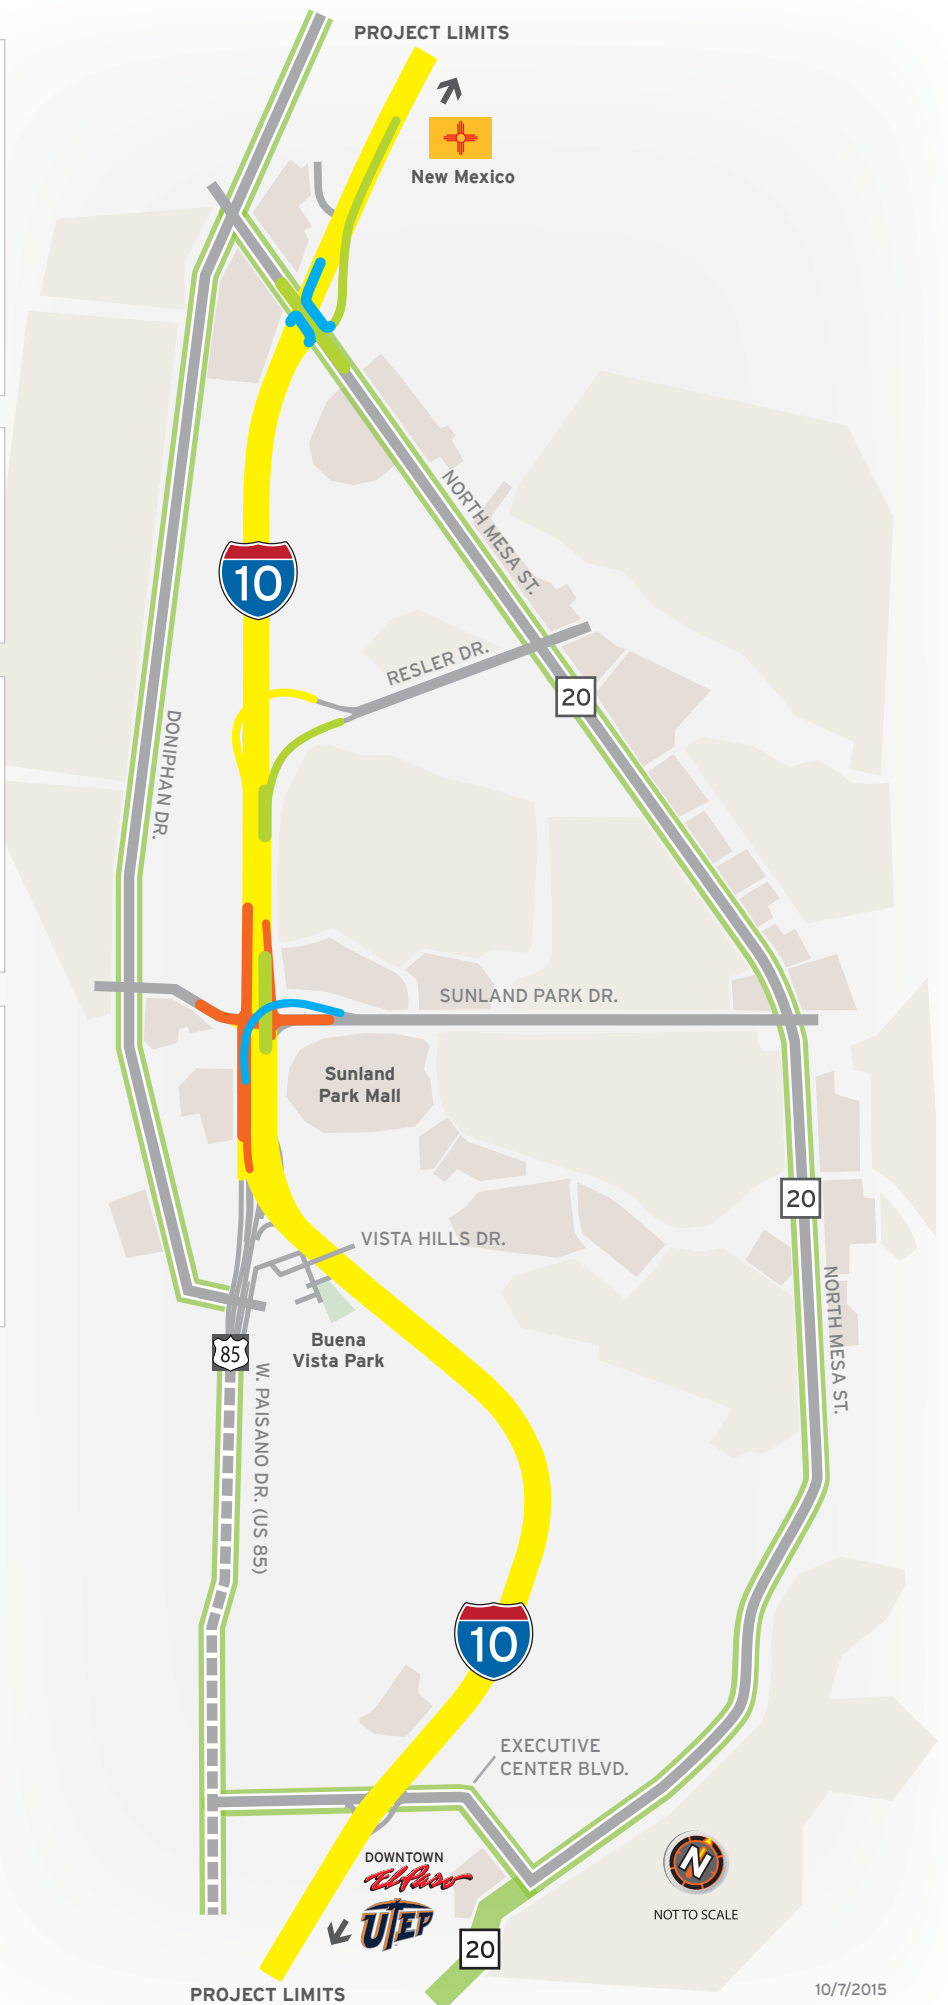 PROJECT LIMITS
New Mexico
10
NORTH MESA ST.
RESLER DR.
20
DONIPHAN DR.
SUNLAND PARK DR.
Sunland
Park Mall
20
VISTA HILLS DR.
NORTH MESA ST.
Buena
Vista Park
85
W. PAISANO DR. (US 85)
10
EXECUTIVE
CENTER BLVD.
DOWNTOWN
El Paso
UTEP
N
NOT TO SCALE
20
10/7/2015
PROJECT LIMITS